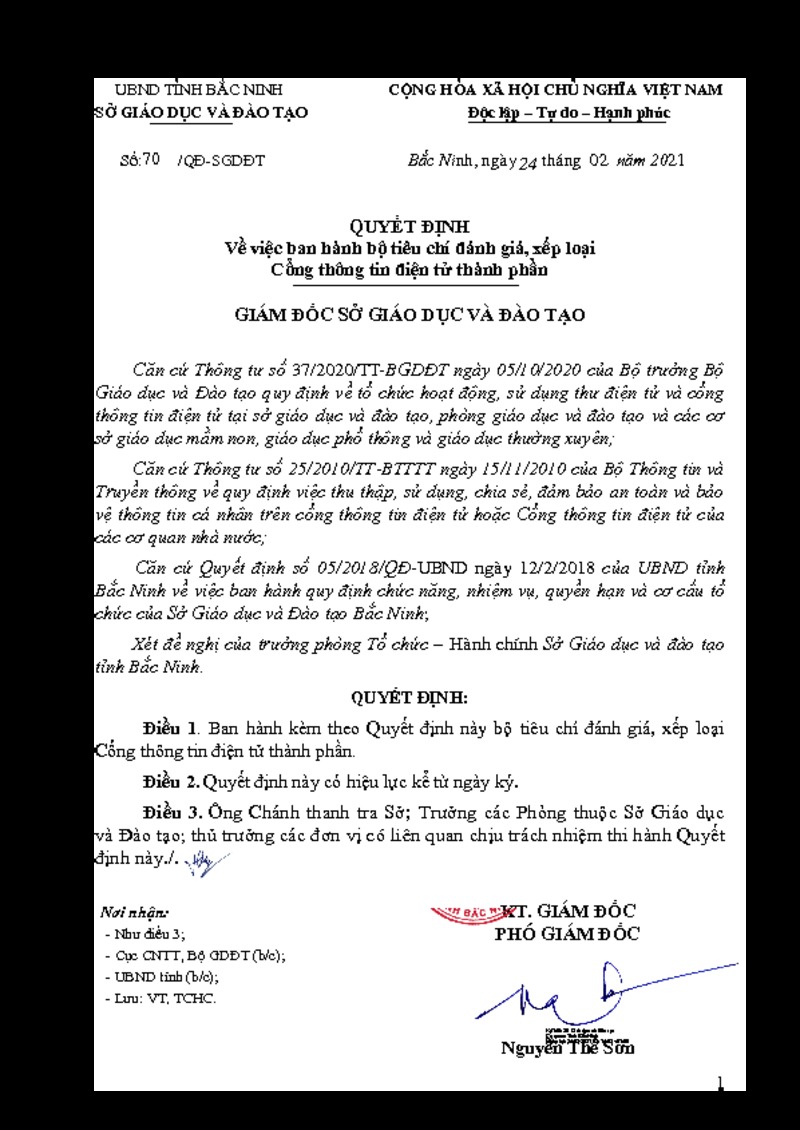 UBND TỈNH BẮC NINH
SỞ GIÁO DỤC VÀ ĐÀO TẠO
CỘNG HÒA XÃ HỘI CHỦ NGHĨA VIỆT NAM
Độc lập – Tự do – Hạnh phúc
Số:70 /QĐ-SGDĐT
Bắc Ninh, ngày 24 tháng 02 năm 2021
QUYẾT ĐỊNH
Về việc ban hành bộ tiêu chí đánh giá, xếp loại
Cổng thông tin điện tử thành phần
GIÁM ĐỐC SỞ GIÁO DỤC VÀ ĐÀO TẠO
Căn cứ Thông tư số 37/2020/TT-BGDĐT ngày 05/10/2020 của Bộ trưởng Bộ
Giáo dục và Đào tạo quy định về tổ chức hoạt động, sử dụng thư điện tử và cổng
thông tin điện tử tại sở giáo dục và đào tạo, phòng giáo dục và đào tạo và các cơ
sở giáo dục mầm non, giáo dục phổ thông và giáo dục thường xuyên;
Căn cứ Thông tư số 25/2010/TT-BTTTT ngày 15/11/2010 của Bộ Thông tin và
Truyền thông về quy định việc thu thập, sử dụng, chia sẻ, đảm bảo an toàn và bảo
vệ thông tin cá nhân trên cổng thông tin điện tử hoặc Cổng thông tin điện tử của
các cơ quan nhà nước;
Căn cứ Quyết định số 05/2018/QĐ-UBND ngày 12/2/2018 của UBND tỉnh
Bắc Ninh về việc ban hành quy định chức năng, nhiệm vụ, quyền hạn và cơ cấu tổ
chức của Sở Giáo dục và Đào tạo Bắc Ninh;
Xét đề nghị của trưởng phòng Tổ chức – Hành chính Sở Giáo dục và đào tạo
tỉnh Bắc Ninh.
QUYẾT ĐỊNH:
Điều 1. Ban hành kèm theo Quyết định này bộ tiêu chí đánh giá, xếp loại
Cổng thông tin điện tử thành phần.
Điều 2. Quyết định này có hiệu lực kể từ ngày ký.
Điều 3. Ông Chánh thanh tra Sở; Trưởng các Phòng thuộc Sở Giáo dục
và Đào tạo; thủ trưởng các đơn vị có liên quan chịu trách nhiệm thi hành Quyết
định này./.
Nơi nhận:
- Như điều 3;
- Cục CNTT, Bộ GDĐT (b/c);
- UBND tỉnh (b/c);
- Lưu: VT, TCHC.
KT. GIÁM ĐỐC
PHÓ GIÁM ĐỐC
BẮC
Nguyễn Thế Sơn
1